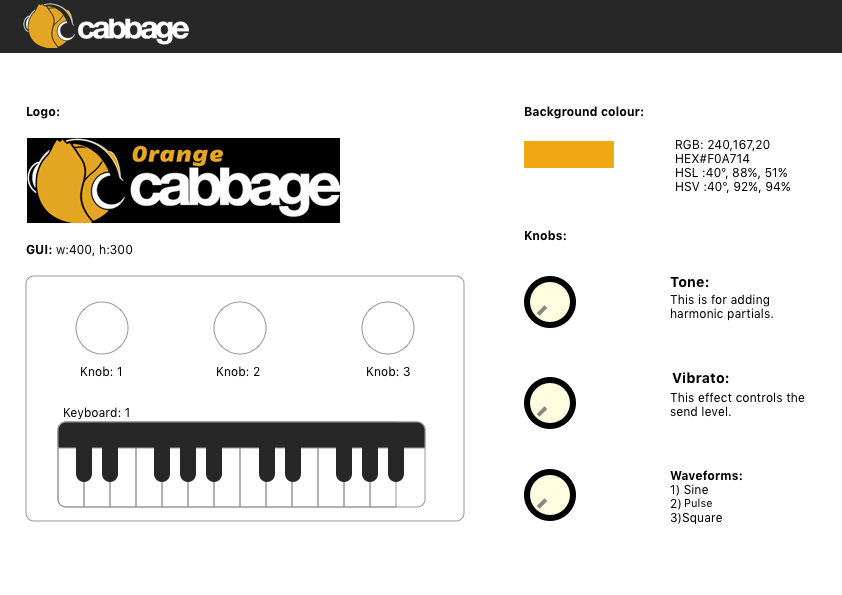 cabbage
Logo:
Orange
cabbage
GUI: w:400, h:300
Knob: 1
Knob: 2
Knob: 3
Keyboard: 1
Background colour:
RGB: 240,167,20
HEX#F0A714
HSL :40°, 88%, 51%
HSV :40°, 92%, 94%
Knobs:
Tone:
This is for adding
harmonic partials.
Vibrato:
This effect controls the
send level.
Waveforms:
1) Sine
2) Pulse
3)Square